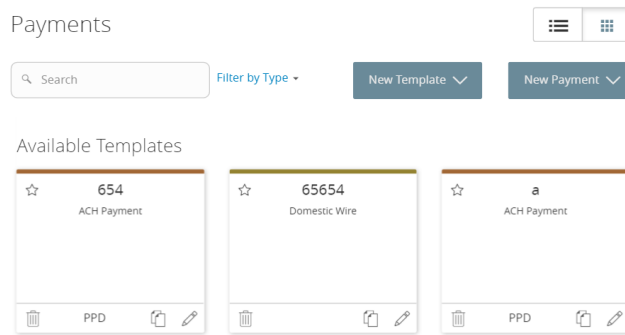 Payments
Search
Filter by Type
New Template
New Payment
Available Templates
654
ACH Payment
65654
Domestic Wire
a
ACH Payment
PPD
PPD